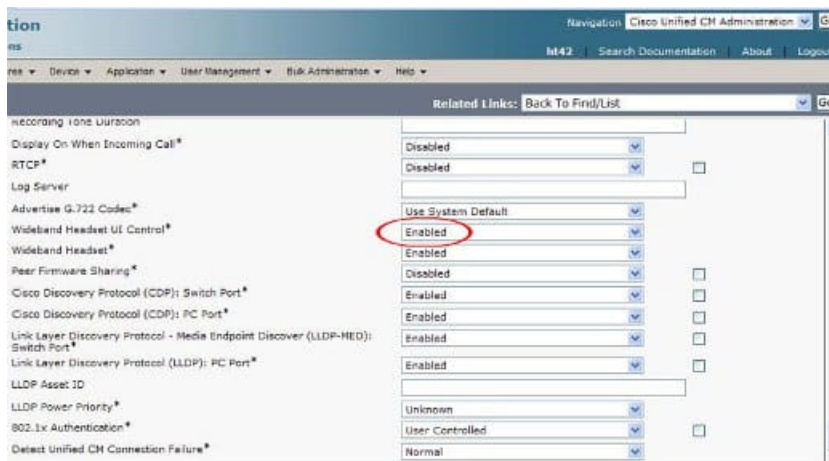 tion
Navigation Cisco Unified CM Administration G
ns
ht42 Search Documentation About Logou
res Device Application User Management Bulk Administration Help
Related Links: Back To Find/List G
Recording Tone Duration
Display On When Incoming Call* Disabled
RTCP* Disabled
Log Server
Advertise G.722 Codec* Use System Default
Wideband Headset UI Control* Enabled
Wideband Headset* Enabled
Peer Firmware Sharing* Disabled
Cisco Discovery Protocol (CDP): Switch Port* Enabled
Cisco Discovery Protocol (CDP): PC Port* Enabled
Link Layer Discovery Protocol - Media Endpoint Discover (LLDP-MED): Enabled
Switch Port*
Link Layer Discovery Protocol (LLDP): PC Port* Enabled
LLDP Asset ID
LLDP Power Priority* Unknown
802.1x Authentication* User Controlled
Detect Unified CM Connection Failure* Normal